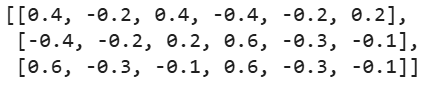 [[0.4, -0.2, 0.4, -0.4, -0.2, 0.2],
[-0.4, -0.2, 0.2, 0.6, -0.3, -0.1],
[0.6, -0.3, -0.1, 0.6, -0.3, -0.1]]